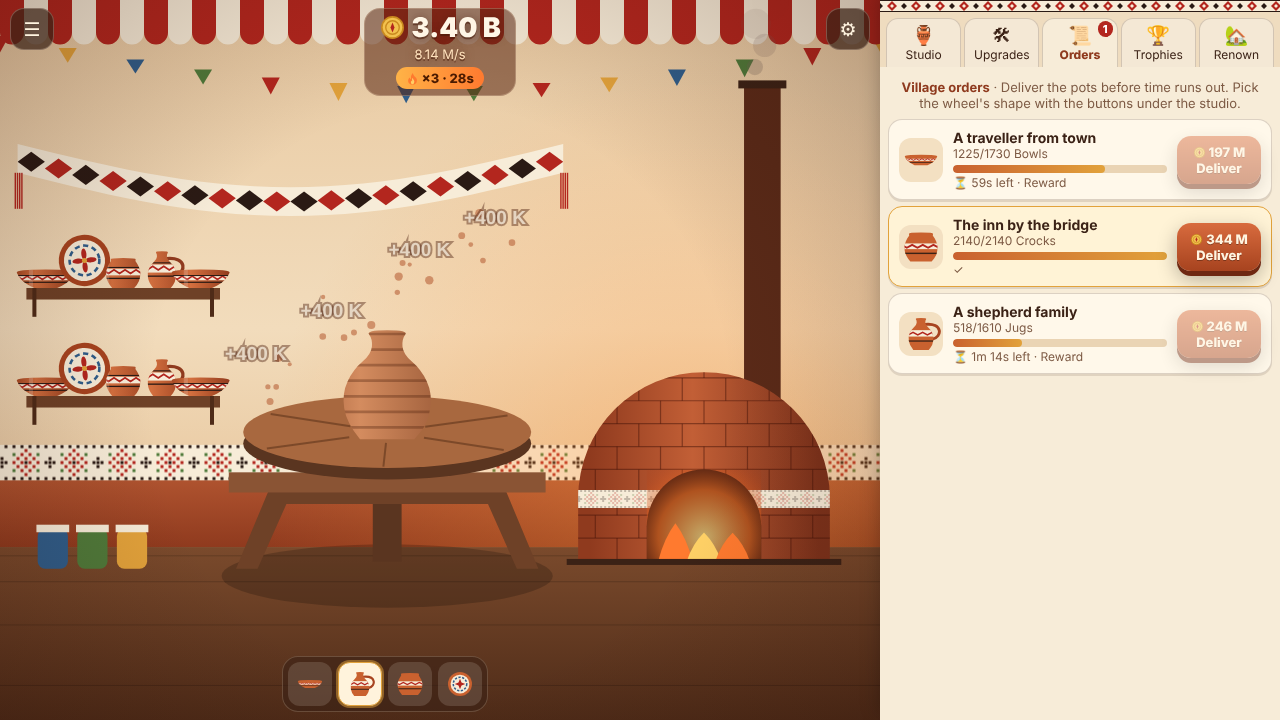 3.40 B
8.14 M/s
×3 · 28s
+400 K
+400 K
+400 K
+400 K
Studio
Upgrades
Orders
1
Trophies
Renown
Village orders · Deliver the pots before time runs out. Pick
the wheel's shape with the buttons under the studio.
A traveller from town
1225/1730 Bowls
59s left · Reward
197 M
Deliver
The inn by the bridge
2140/2140 Crocks
✓
344 M
Deliver
A shepherd family
518/1610 Jugs
1m 14s left · Reward
246 M
Deliver